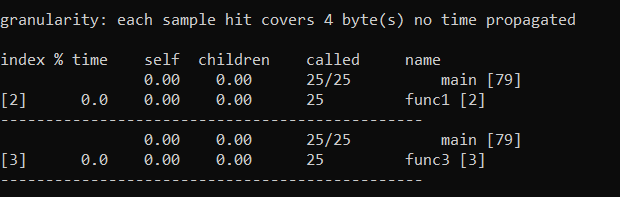 granularity: each sample hit covers 4 byte(s) no time propagated
index % time    self  children    called     name
                0.00    0.00      25/25          main [79]
[2]      0.0    0.00    0.00      25         func1 [2]
-----------------------------------------------
                0.00    0.00      25/25          main [79]
[3]      0.0    0.00    0.00      25         func3 [3]
-----------------------------------------------